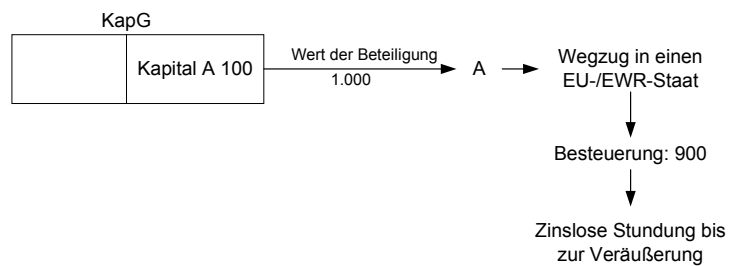 KapG
Kapital A 100
Wert der Beteiligung
1.000
A
Wegzug in einen
EU-/EWR-Staat
Besteuerung: 900
Zinslose Stundung bis
zur Veräußerung